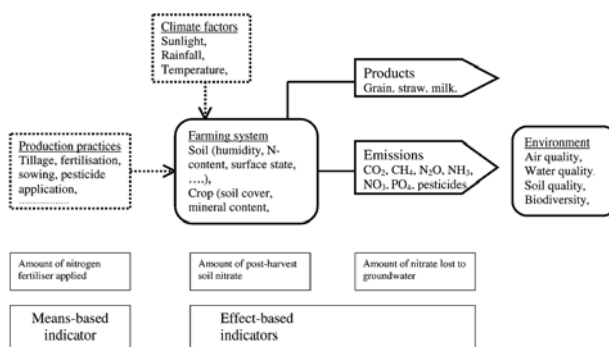 Climate factors
Sunlight,
Rainfall,
Temperature,
Products
Grain. straw. milk.
Production practices
Tillage, fertilisation,
sowing, pesticide
application,
....................
Farming system
Soil (humidity, N-
content, surface state,
….),
Crop (soil cover,
mineral content,
Emissions
CO₂, CH₄, N₂O, NH₃,
NO₃, PO₄, pesticides
Environment
Air quality,
Water quality,
Soil quality,
Biodiversity,
Amount of nitrogen
fertiliser applied
Amount of post-harvest
soil nitrate
Amount of nitrate lost to
groundwater
Means-based
indicator
Effect-based
indicators